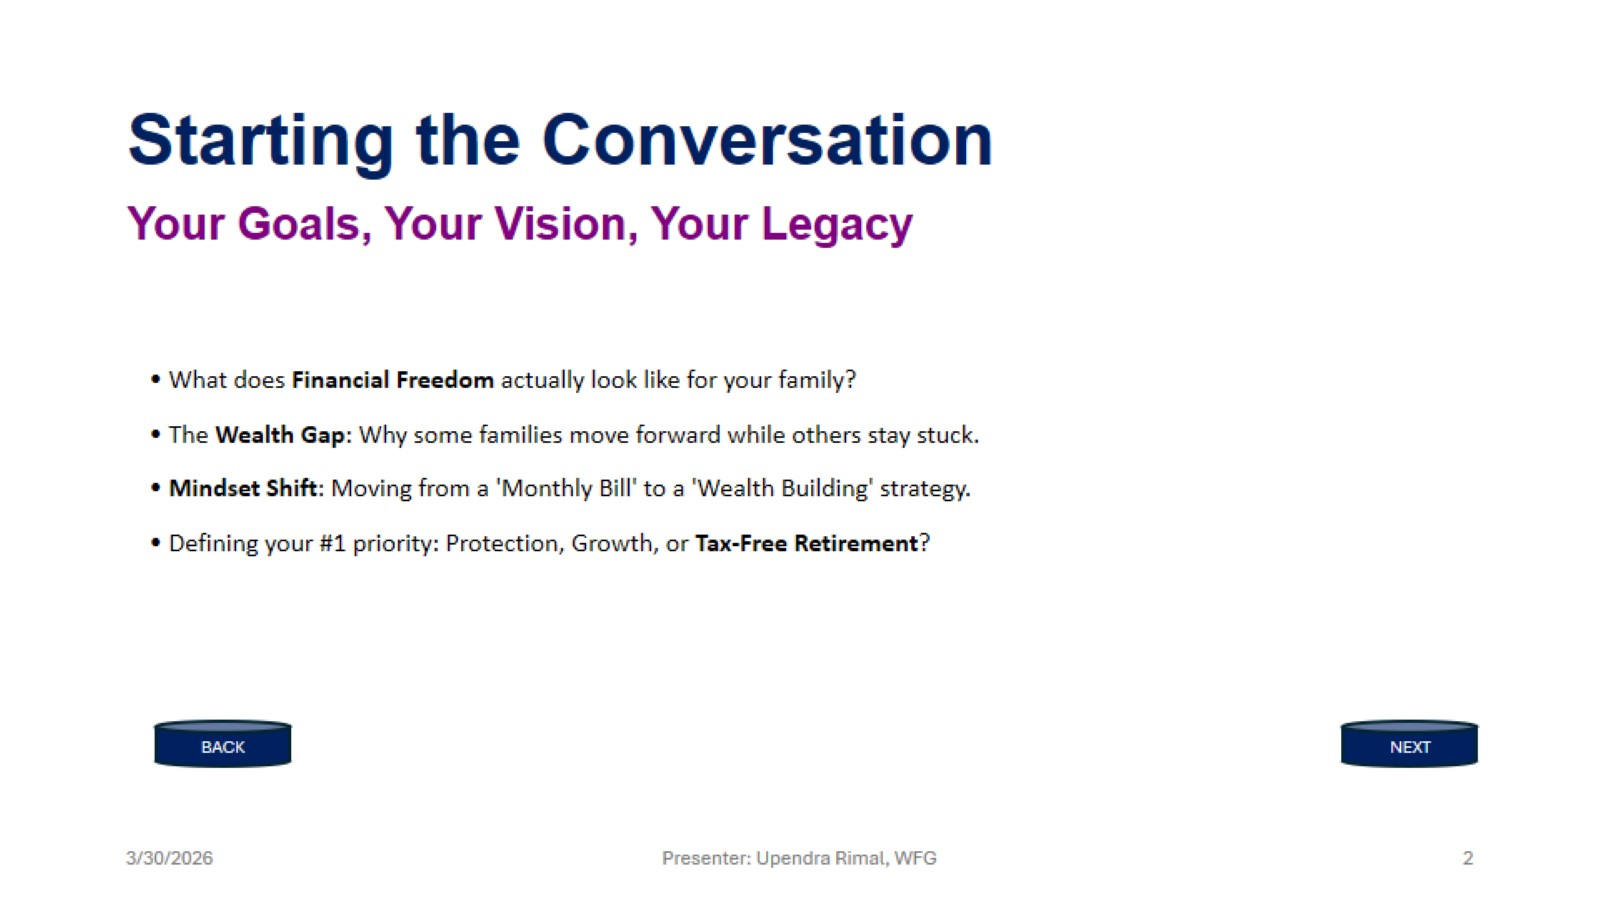 Starting the Conversation
Your Goals, Your Vision, Your Legacy
• What does Financial Freedom actually look like for your family?
• The Wealth Gap: Why some families move forward while others stay stuck.
• Mindset Shift: Moving from a 'Monthly Bill' to a 'Wealth Building' strategy.
• Defining your #1 priority: Protection, Growth, or Tax-Free Retirement?
BACK
NEXT
3/30/2026
Presenter: Upendra Rimal, WFG
2